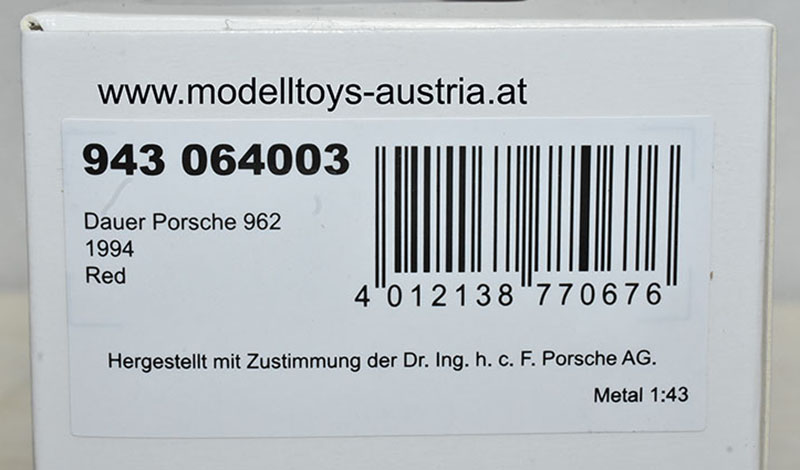 www.modelltoys-austria.at
943 064003
Dauer Porsche 962
1994
Red
4 012138 770676
Hergestellt mit Zustimmung der Dr. Ing. h. c. F. Porsche AG.
Metal 1:43